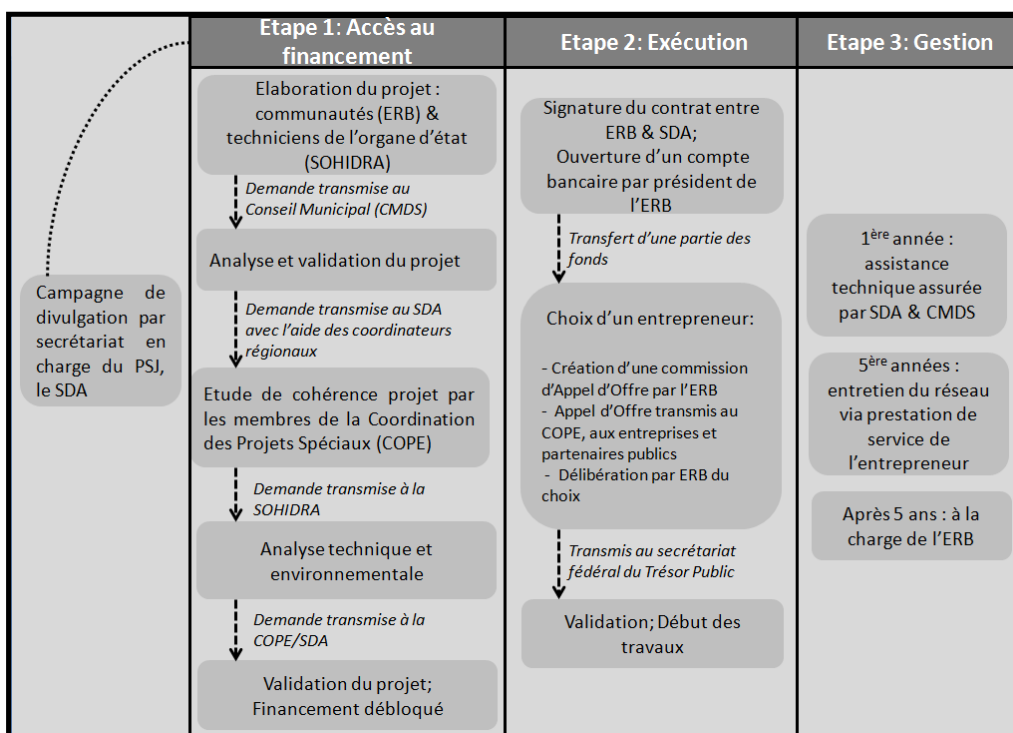 Campagne de
divulgation par
secrétariat en
charge du PSJ,
le SDA
Etape 1: Accès au
financement
Elaboration du projet :
communautés (ERB) &
techniciens de l'organe d'état
(SOHIDRA)
Demande transmise au
Conseil Municipal (CMDS)
Analyse et validation du projet
Demande transmise au SDA
avec l'aide des coordinateurs
régionaux
Etude de cohérence projet par
les membres de la Coordination
des Projets Spéciaux (COPE)
Demande transmise à la
SOHIDRA
Analyse technique et
environnementale
Demande transmise à la
COPE/SDA
Validation du projet;
Financement débloqué
Etape 2: Exécution
Signature du contrat entre
ERB & SDA;
Ouverture d'un compte
bancaire par président de
l'ERB
Transfert d'une partie des
fonds
Choix d'un entrepreneur:
- Création d'une commission
d'Appel d'Offre par l'ERB
- Appel d'Offre transmis au
COPE, aux entreprises et
partenaires publics
- Délibération par ERB du
choix
Transmis au secrétariat
fédéral du Trésor Public
Validation; Début des
travaux
Etape 3: Gestion
1ère année :
assistance
technique assurée
par SDA & CMDS
5ère années :
entretien du réseau
via prestation de
service de
l'entrepreneur
Après 5 ans : à la
charge de l'ERB